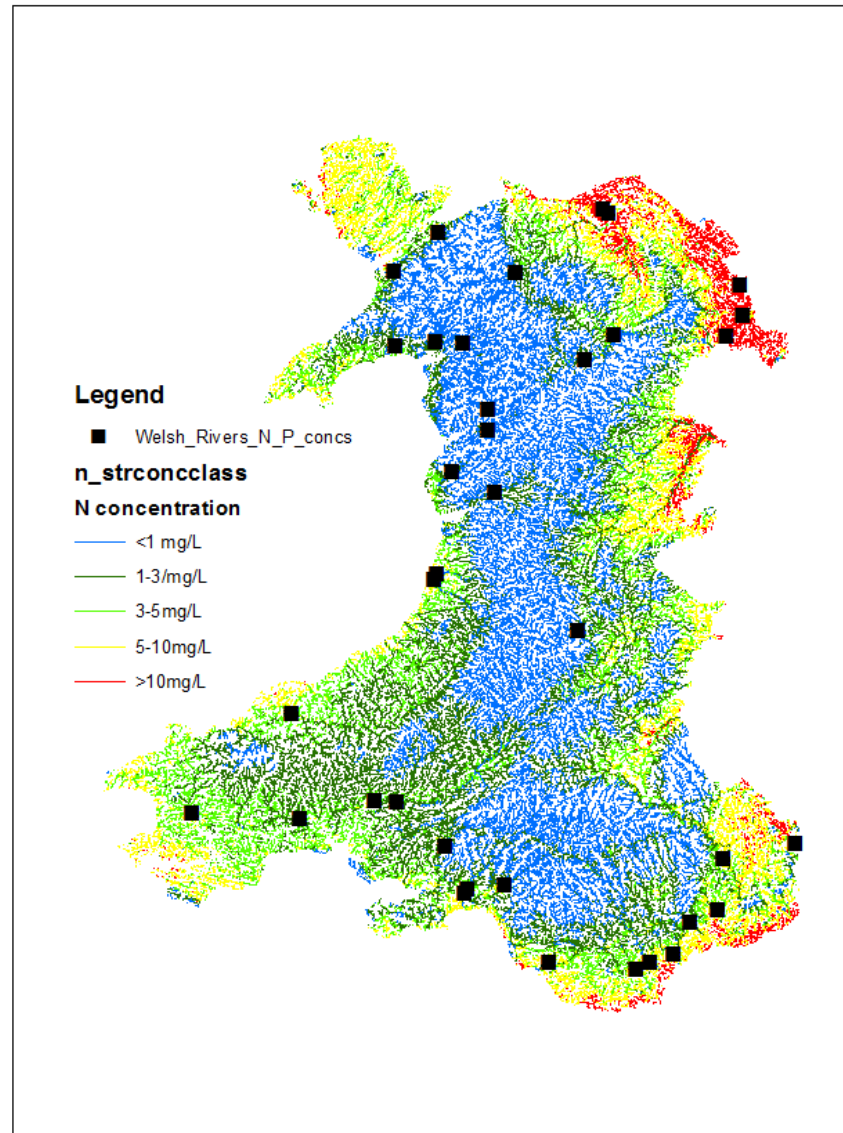 Legend
Welsh_Rivers_N_P_concs
n_strconcclass
N concentration
<1 mg/L
1-3/mg/L
3-5mg/L
5-10mg/L
>10mg/L